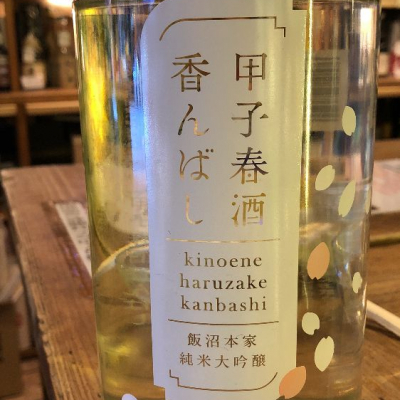 甲子春酒
香んばし
kinoene
haruzake
kanbashi
飯沼本家
純米大吟醸